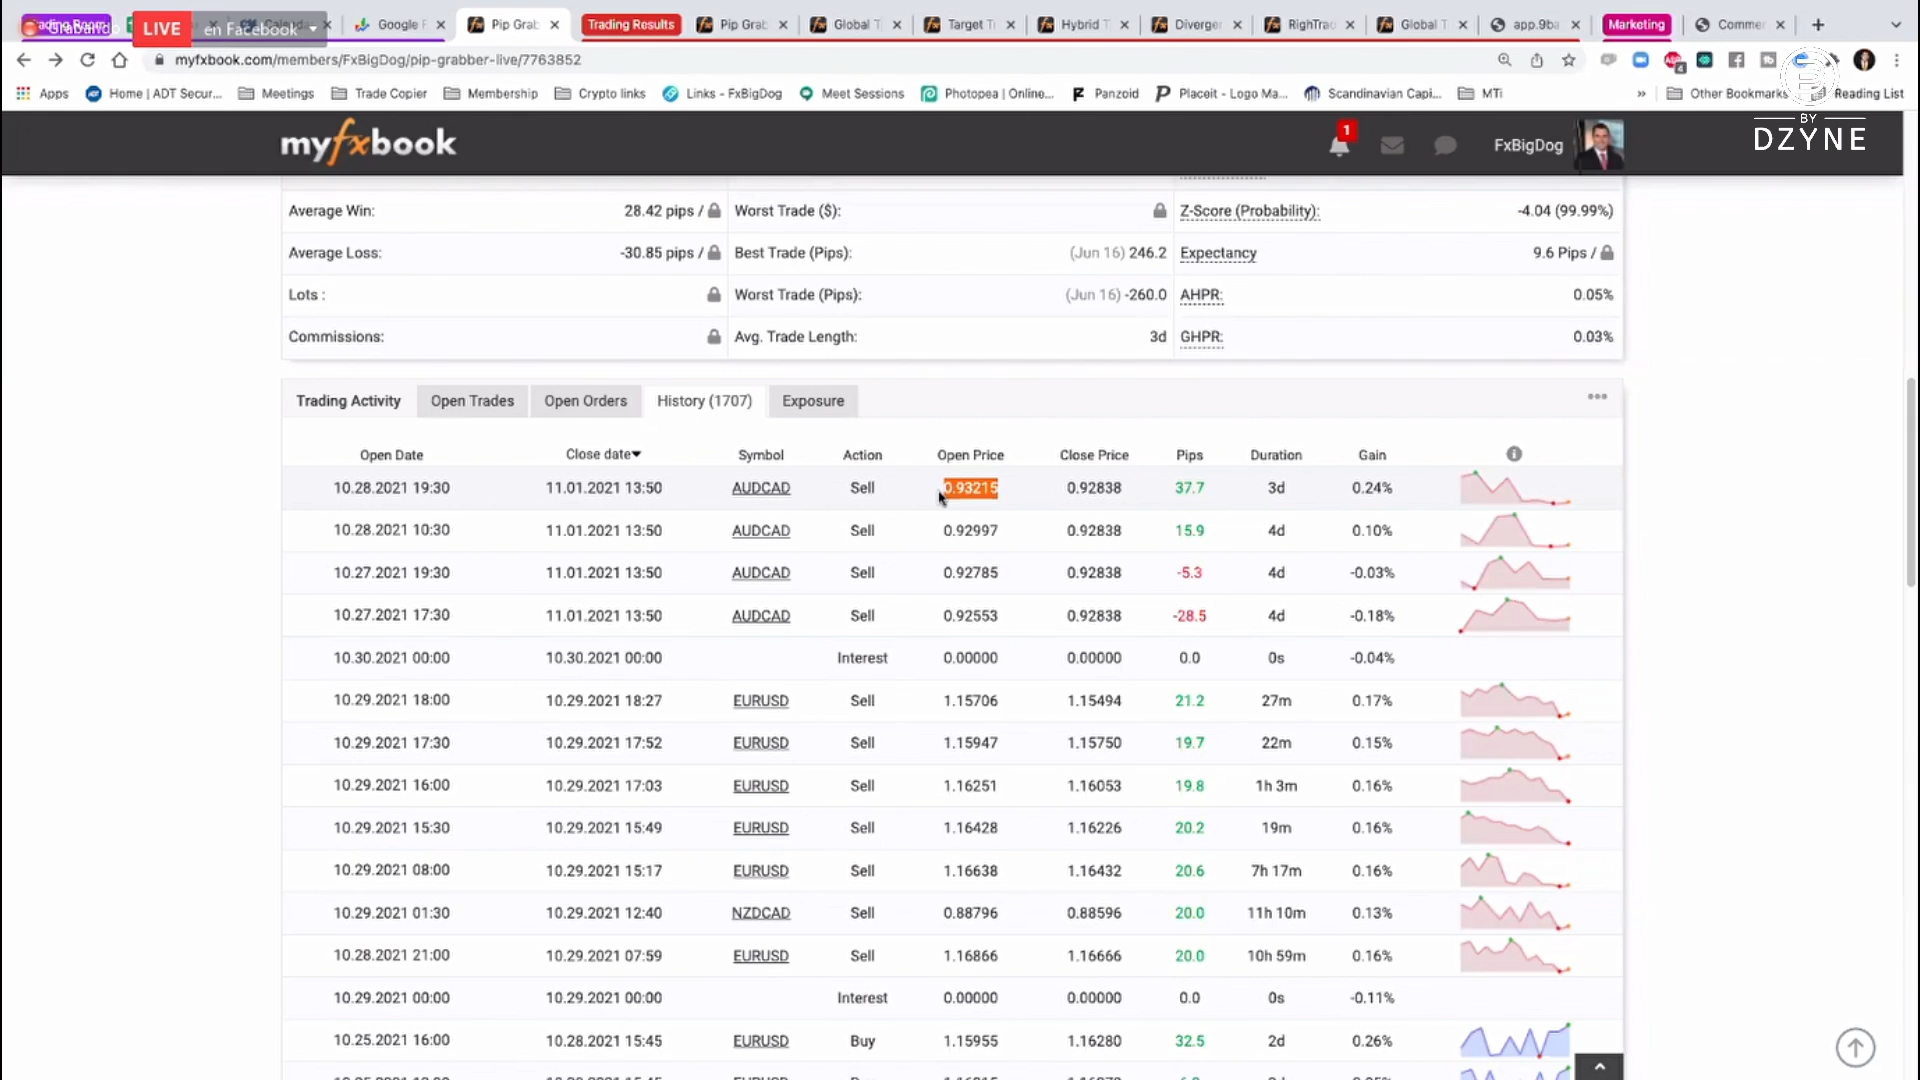 Grabando LIVE en Facebook
Google F Pip Grab Trading Results Pip Grab Global T Target Tr Hybrid T Diverger RighTrad Global T app.9ba Marketing Commer
myfxbook.com/members/FxBigDog/pip-grabber-live/7763852
Apps Home | ADT Secur... Meetings Trade Copier Membership Crypto links Links - FxBigDog Meet Sessions Photopea | Online... Panzoid Placeit - Logo Ma... Scandinavian Capi... MTi » Other Bookmarks Reading List
myfxbook 1 FxBigDog
BY
DZYNE
Average Win: 28.42 pips / Worst Trade ($): Z-Score (Probability): -4.04 (99.99%)
Average Loss: -30.85 pips / Best Trade (Pips): (Jun 16) 246.2 Expectancy 9.6 Pips /
Lots : Worst Trade (Pips): (Jun 16) -260.0 AHPR: 0.05%
Commissions: Avg. Trade Length: 3d GHPR: 0.03%
Trading Activity Open Trades Open Orders History (1707) Exposure
Open Date Close date Symbol Action Open Price Close Price Pips Duration Gain
10.28.2021 19:30 11.01.2021 13:50 AUDCAD Sell 0.93215 0.92838 37.7 3d 0.24%
10.28.2021 10:30 11.01.2021 13:50 AUDCAD Sell 0.92997 0.92838 15.9 4d 0.10%
10.27.2021 19:30 11.01.2021 13:50 AUDCAD Sell 0.92785 0.92838 -5.3 4d -0.03%
10.27.2021 17:30 11.01.2021 13:50 AUDCAD Sell 0.92553 0.92838 -28.5 4d -0.18%
10.30.2021 00:00 10.30.2021 00:00 Interest 0.00000 0.00000 0.0 0s -0.04%
10.29.2021 18:00 10.29.2021 18:27 EURUSD Sell 1.15706 1.15494 21.2 27m 0.17%
10.29.2021 17:30 10.29.2021 17:52 EURUSD Sell 1.15947 1.15750 19.7 22m 0.15%
10.29.2021 16:00 10.29.2021 17:03 EURUSD Sell 1.16251 1.16053 19.8 1h 3m 0.16%
10.29.2021 15:30 10.29.2021 15:49 EURUSD Sell 1.16428 1.16226 20.2 19m 0.16%
10.29.2021 08:00 10.29.2021 15:17 EURUSD Sell 1.16638 1.16432 20.6 7h 17m 0.16%
10.29.2021 01:30 10.29.2021 12:40 NZDCAD Sell 0.88796 0.88596 20.0 11h 10m 0.13%
10.28.2021 21:00 10.29.2021 07:59 EURUSD Sell 1.16866 1.16666 20.0 10h 59m 0.16%
10.29.2021 00:00 10.29.2021 00:00 Interest 0.00000 0.00000 0.0 0s -0.11%
10.25.2021 16:00 10.28.2021 15:45 EURUSD Buy 1.15955 1.16280 32.5 2d 0.26%